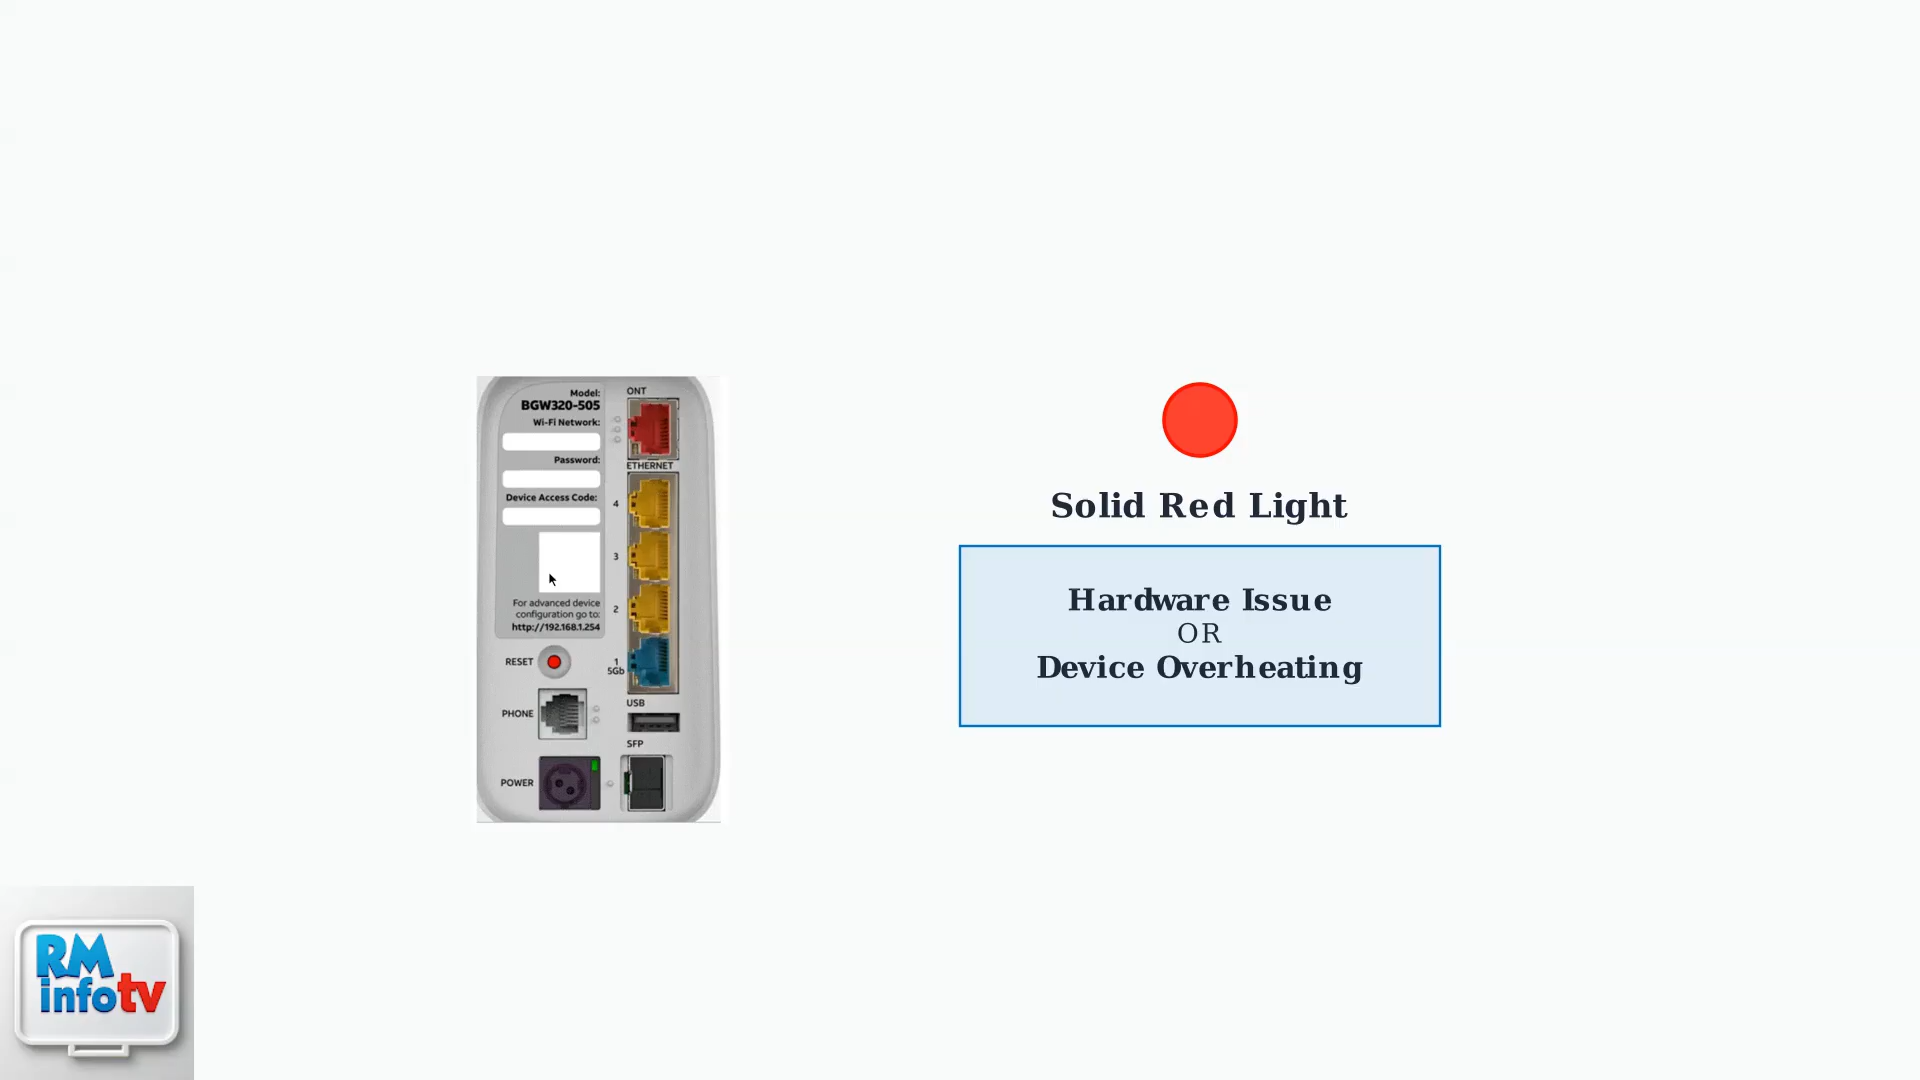 Model:
BGW320-505
Wi-Fi Network:
Password:
Device Access Code:
For advanced device
configuration go to:
http://192.168.1.254
RESET
PHONE
POWER
ONT
ETHERNET
4
3
2
1
5Gb
USB
SFP
Solid Red Light
Hardware Issue
OR
Device Overheating
RM
infotv